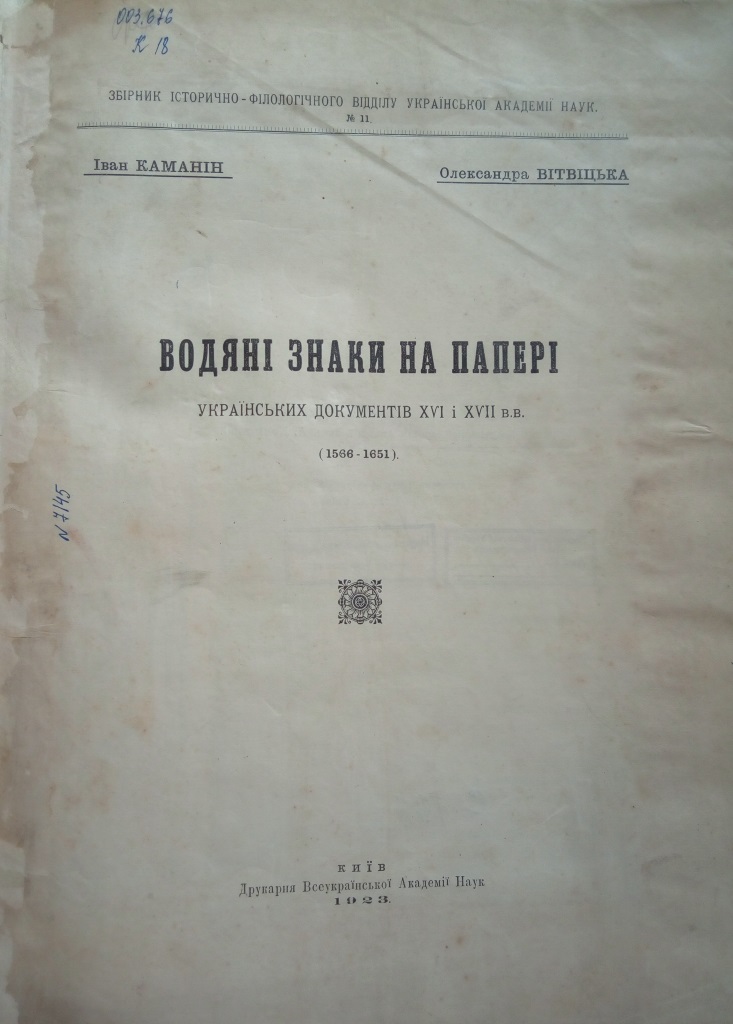 003.676
К 18
ЗБІРНИК ІСТОРИЧНО-ФІЛОЛОГІЧНОГО ВІДДІЛУ УКРАЇНСЬКОЇ АКАДЕМІЇ НАУК.
№ 11.
Іван КАМАНІН
Олександра ВІТВІЦЬКА
ВОДЯНІ ЗНАКИ НА ПАПЕРІ
УКРАЇНСЬКИХ ДОКУМЕНТІВ XVI і XVII в.в.
(1566-1651).
N 7145
КИЇВ
Друкарня Всеукраїнської Академії Наук
1923.